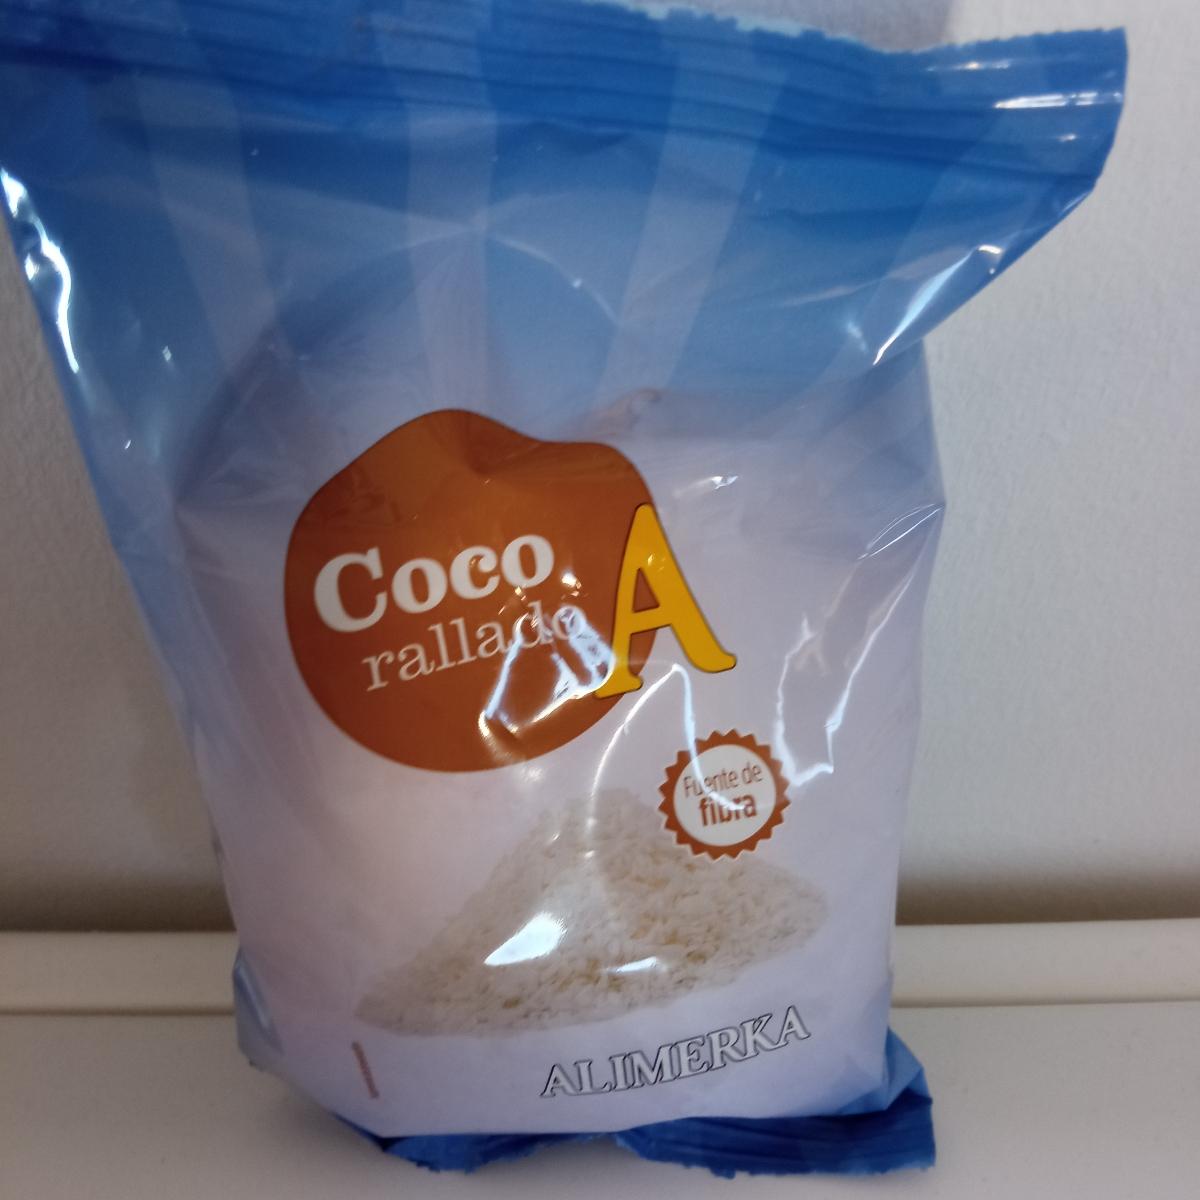 Coco
rallado
A
Fuente de
fibra
ALIMERKA